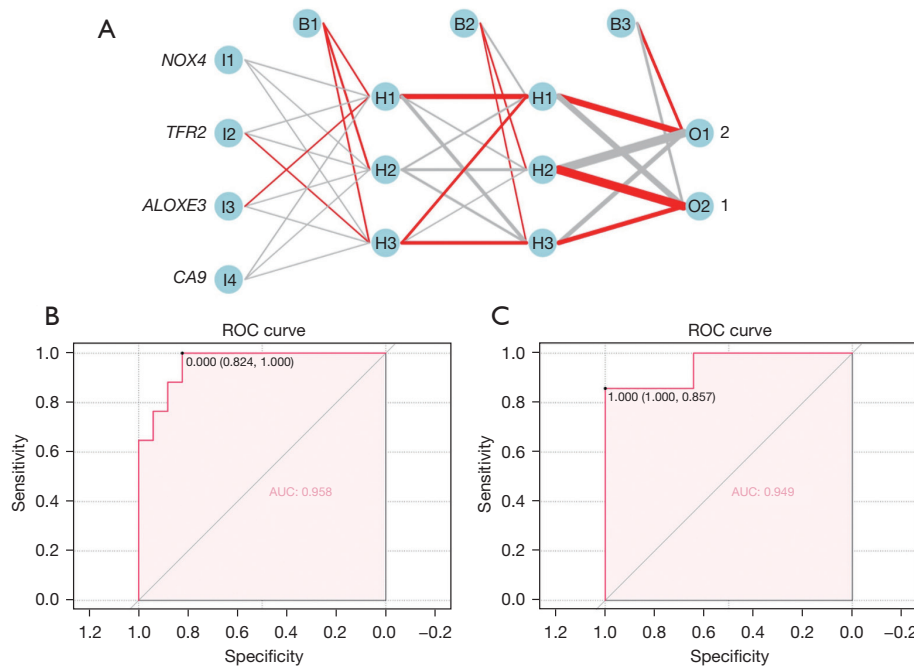 A
B1
B2
B3
NOX4
I1
H1
H1
TFR2
I2
O1
2
H2
H2
ALOXE3
I3
O2
1
H3
H3
CA9
I4
B
ROC curve
1.0
0.000 (0.824, 1.000)
0.8
0.6
AUC: 0.958
0.4
0.2
0.0
Sensitivity
1.2 1.0 0.8 0.6 0.4 0.2 0.0 −0.2
Specificity
C
ROC curve
1.0
1.000 (1.000, 0.857)
0.8
0.6
AUC: 0.949
0.4
0.2
0.0
Sensitivity
1.2 1.0 0.8 0.6 0.4 0.2 0.0 −0.2
Specificity